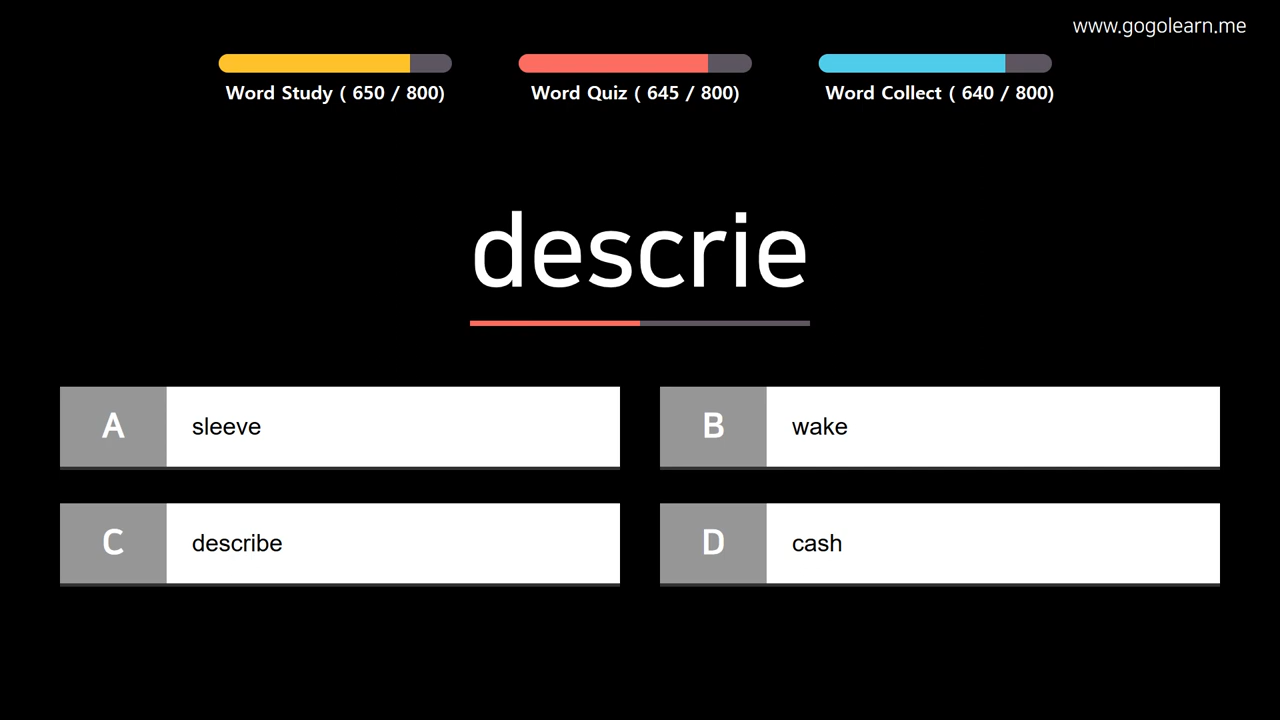 www.gogolearn.me
Word Study ( 650 / 800)
Word Quiz ( 645 / 800)
Word Collect ( 640 / 800)
descrie
A sleeve
B wake
C describe
D cash